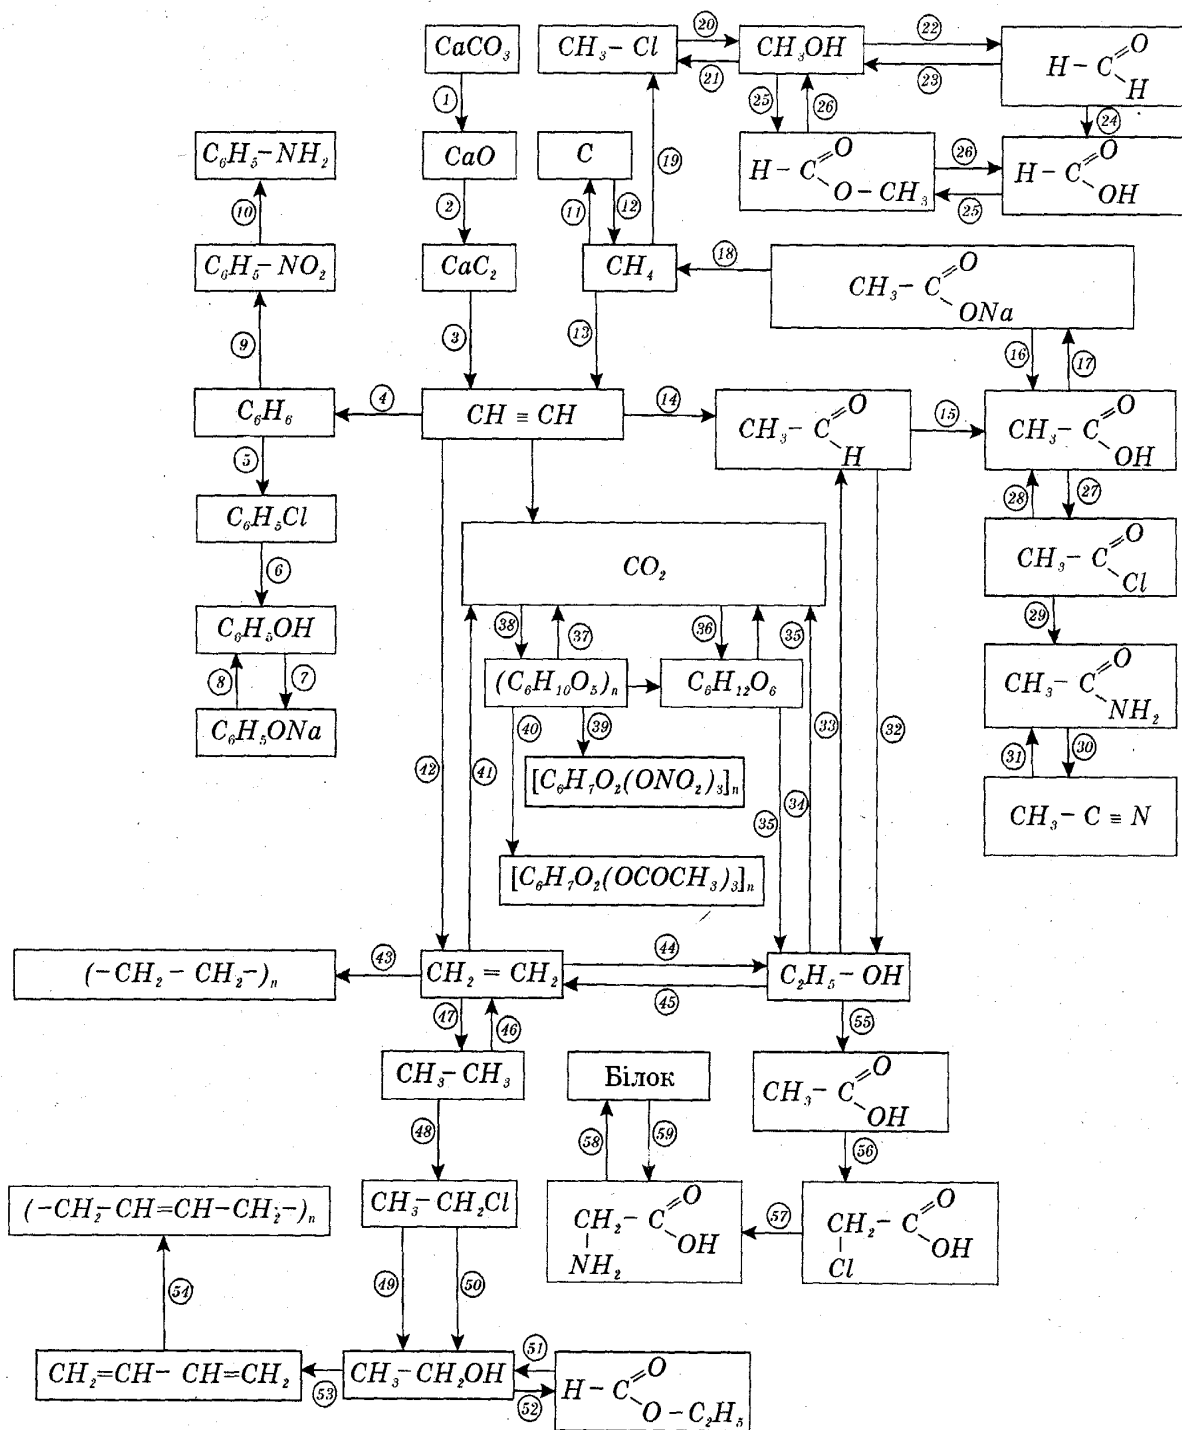 CaCO₃
CH₃ – Cl
20
21
CH₃OH
22
23
H – C
O
H
1
25
26
24
C₆H₅–NH₂
CaO
C
19
H – C
O
O – CH₃
26
25
H – C
O
OH
10
2
11
12
C₆H₅–NO₂
CaC₂
CH₄
18
CH₃ – C
O
ONa
9
3
13
16
17
C₆H₆
4
CH ≡ CH
14
CH₃ – C
O
H
15
CH₃ – C
O
OH
5
28
27
C₆H₅Cl
CO₂
CH₃ – C
O
Cl
6
38
37
36
35
29
C₆H₅OH
(C₆H₁₀O₅)ₙ
C₆H₁₂O₆
CH₃ – C
O
NH₂
8
7
40
39
33
32
31
30
C₆H₅ONa
42
41
[C₆H₇O₂(ONO₂)₃]ₙ
35
34
CH₃ – C ≡ N
[C₆H₇O₂(OCOCH₃)₃]ₙ
(–CH₂ – CH₂–)ₙ
43
CH₂ = CH₂
44
45
C₂H₅ – OH
47
46
55
CH₃–CH₃
Білок
CH₃ – C
O
OH
48
58
59
56
(–CH₂–CH=CH–CH₂–)ₙ
CH₃–CH₂Cl
CH₂ – C
O
OH
NH₂
57
CH₂ – C
O
OH
Cl
54
49
50
CH₂=CH– CH=CH₂
53
CH₃–CH₂OH
51
52
H – C
O
O – C₂H₅